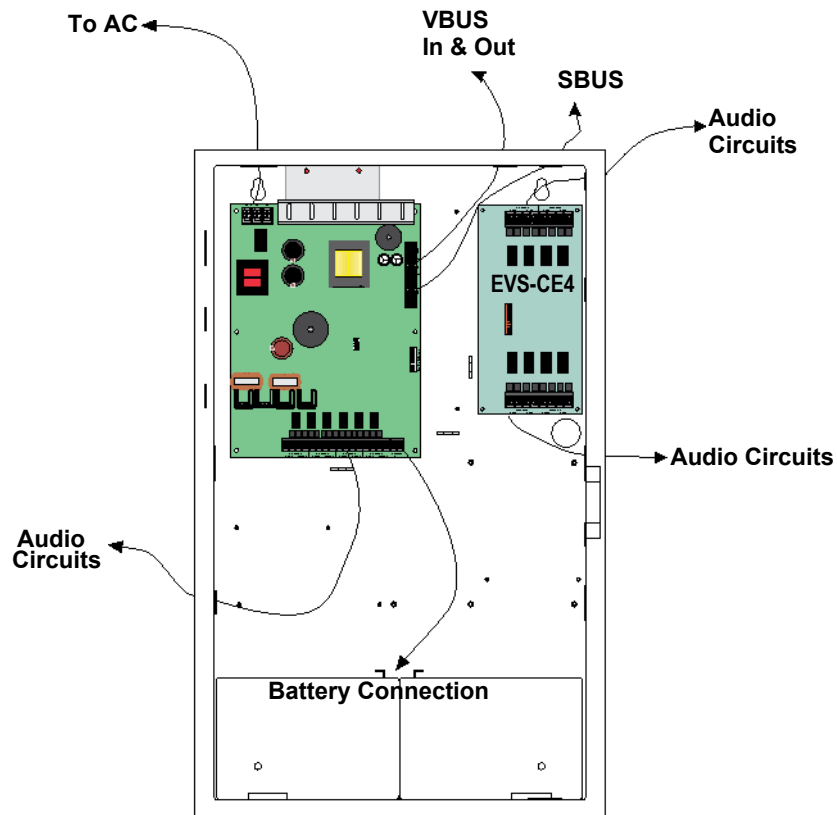 To AC
VBUS
In & Out
SBUS
Audio
Circuits
EVS-CE4
Audio Circuits
Audio
Circuits
Battery Connection